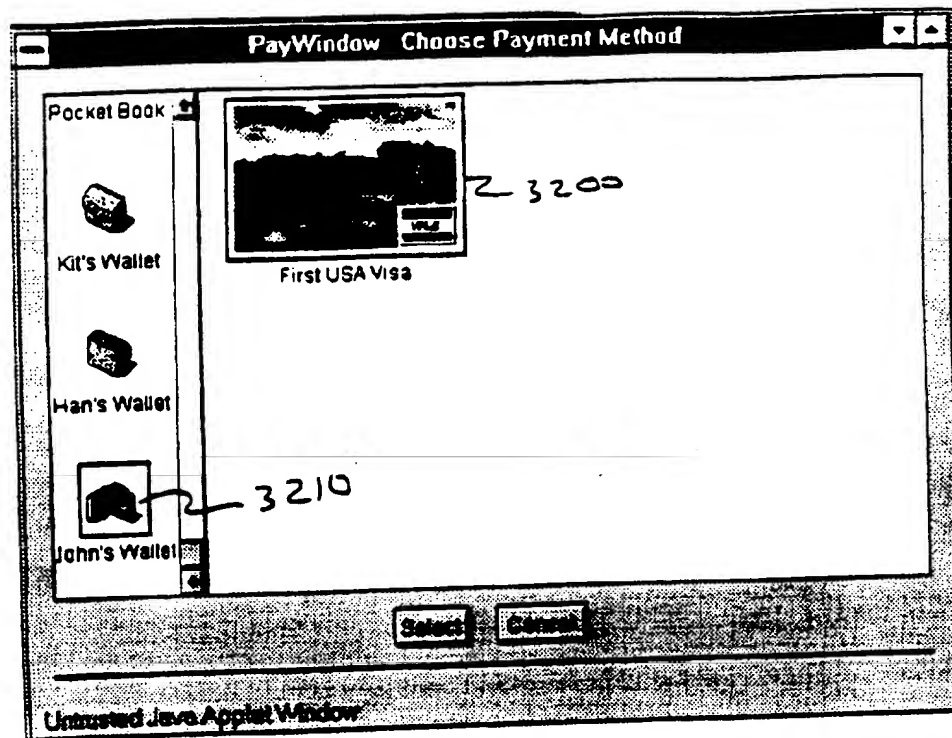 PayWindow Choose Payment Method
Pocket Book
3200
VISA
First USA Visa
Kit's Wallet
Han's Wallet
3210
John's Wallet
Select Cancel
Untrusted Java Applet Window